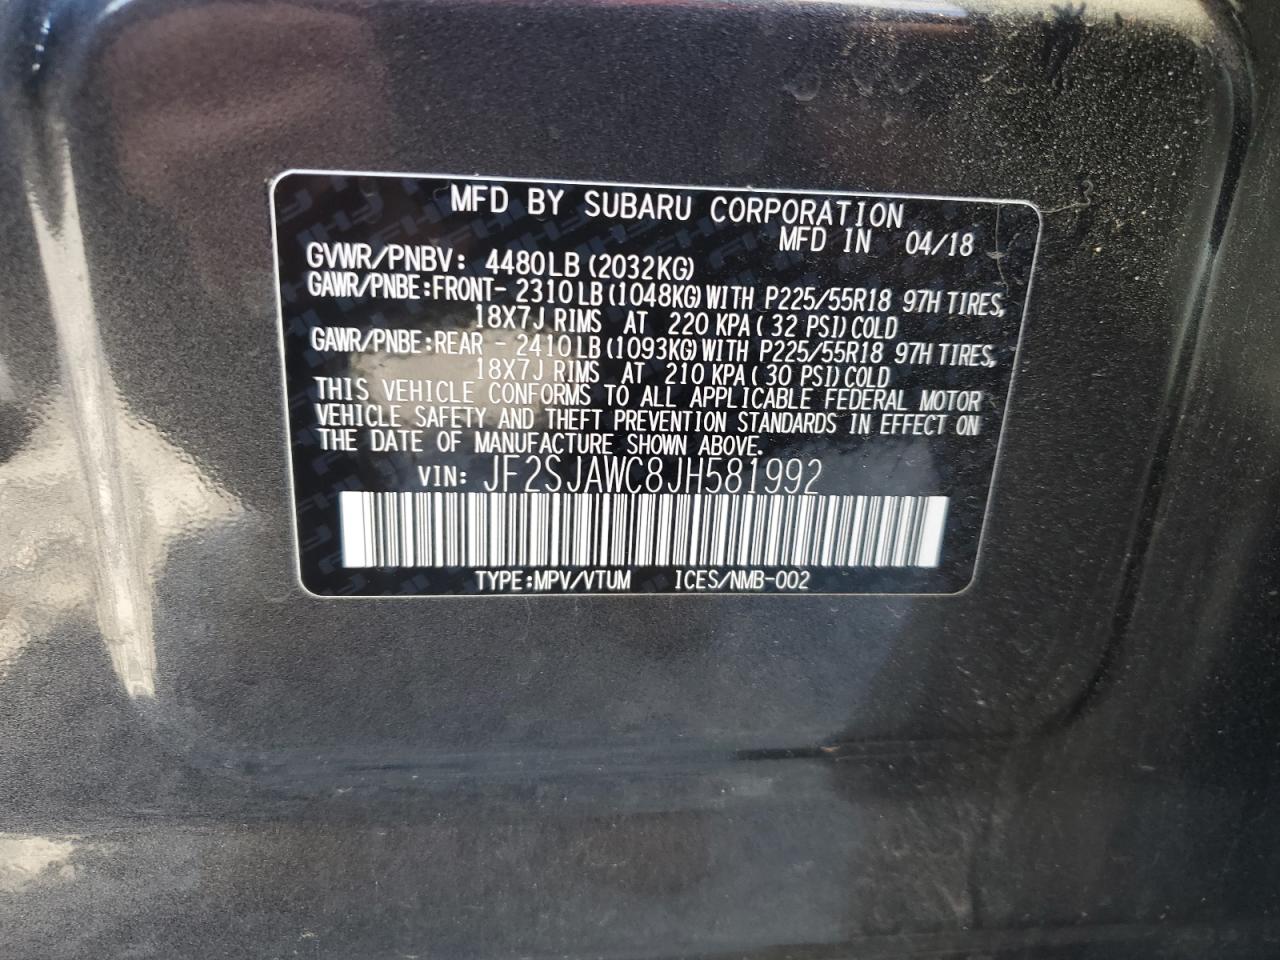 MFD BY SUBARU CORPORATION
MFD IN 04/18
GVWR/PNBV: 4480LB (2032KG)
GAWR/PNBE:FRONT- 2310LB (1048KG) WITH P225/55R18 97H TIRES,
18X7J RIMS AT 220 KPA ( 32 PSI) COLD
GAWR/PNBE:REAR - 2410LB (1093KG) WITH P225/55R18 97H TIRES,
18X7J RIMS AT 210 KPA ( 30 PSI) COLD
THIS VEHICLE CONFORMS TO ALL APPLICABLE FEDERAL MOTOR
VEHICLE SAFETY AND THEFT PREVENTION STANDARDS IN EFFECT ON
THE DATE OF MANUFACTURE SHOWN ABOVE.
VIN: JF2SJAWC8JH581992
TYPE:MPV/VTUM ICES/NMB-002